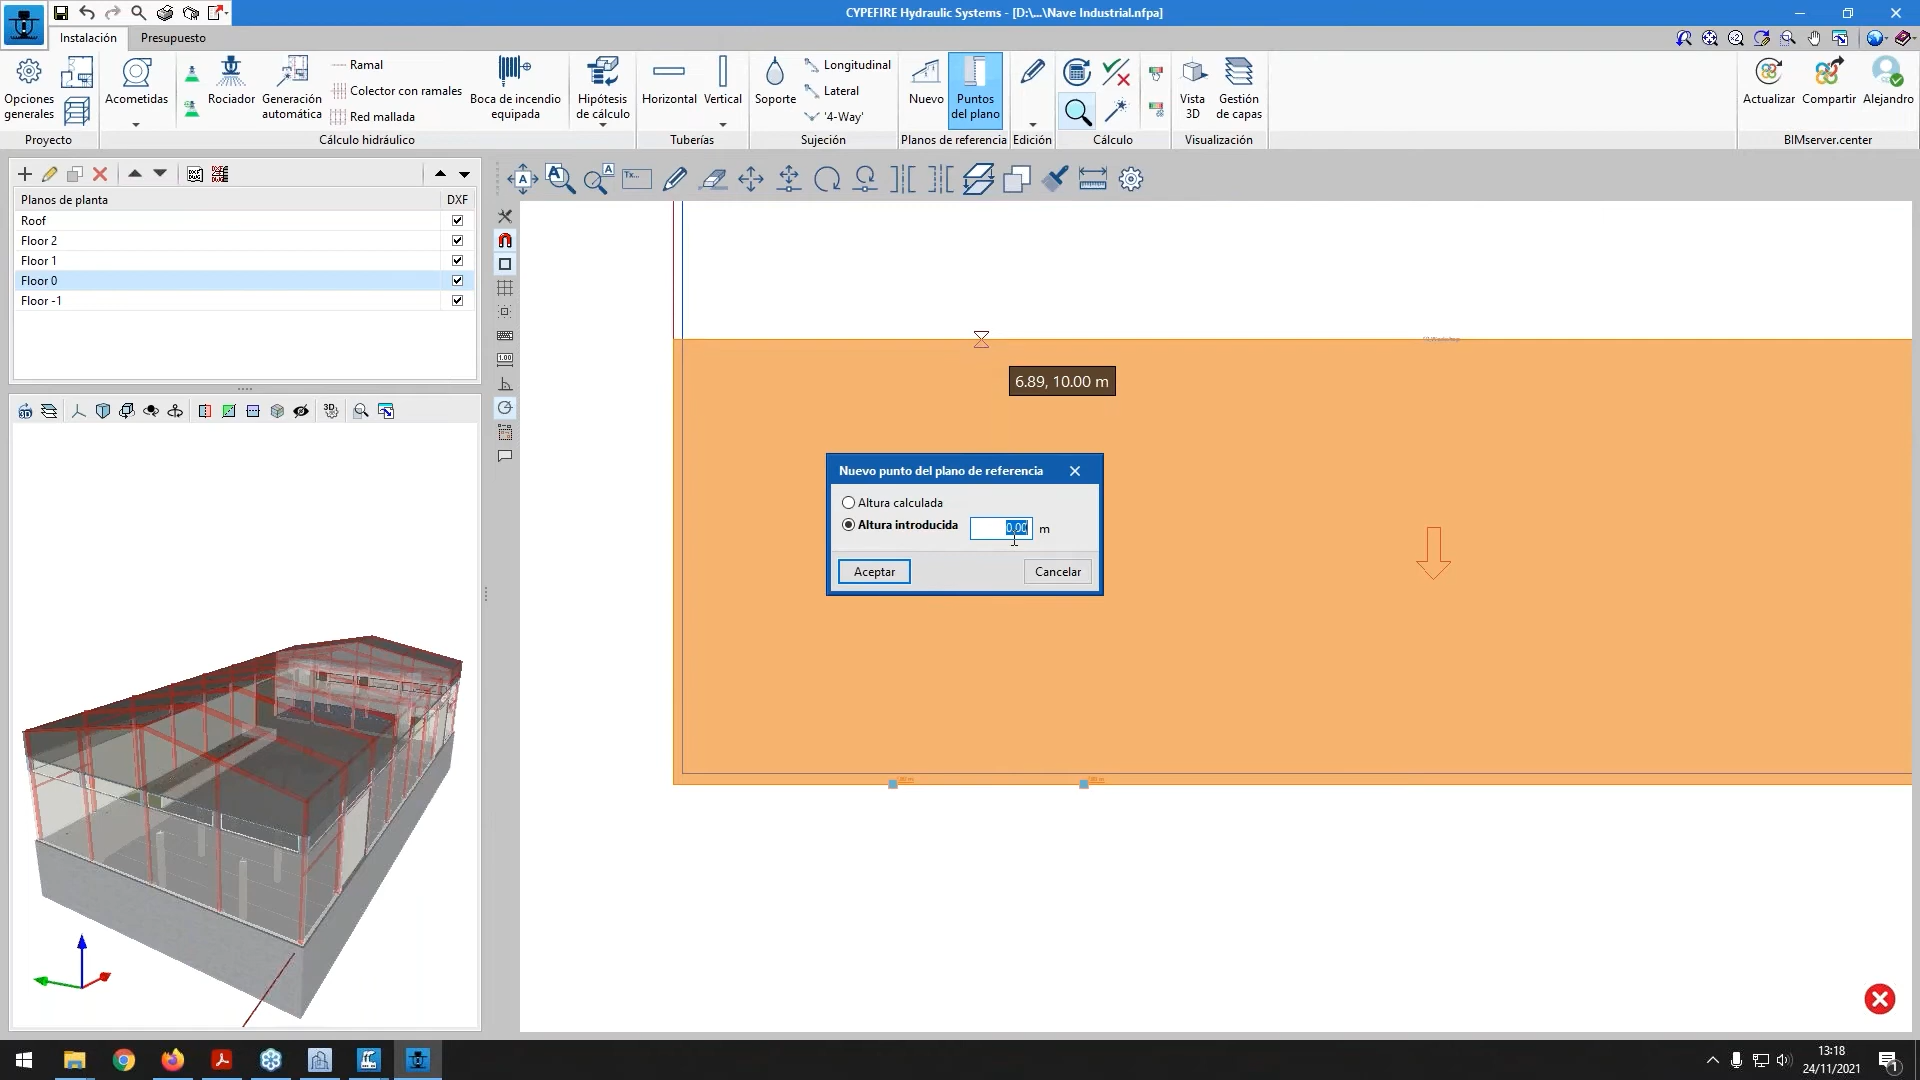 CYPEFIRE Hydraulic Systems - [D:\...\Nave Industrial.nfpa]
Instalación
Presupuesto
Opciones generales
Acometidas
Rociador
Generación automática
Ramal
Colector con ramales
Red mallada
Boca de incendio equipada
Hipótesis de cálculo
Horizontal
Vertical
Soporte
Longitudinal
Lateral
'4-Way'
Nuevo
Puntos del plano
Vista 3D
Gestión de capas
Actualizar
Compartir
Alejandro
Proyecto
Cálculo hidráulico
Tuberías
Sujeción
Planos de referencia
Edición
Cálculo
Visualización
BIMserver.center
Planos de planta
DXF
Roof
Floor 2
Floor 1
Floor 0
Floor -1
6.89, 10.00 m
Nuevo punto del plano de referencia
Altura calculada
Altura introducida
0.00
m
Aceptar
Cancelar
13:18
24/11/2021